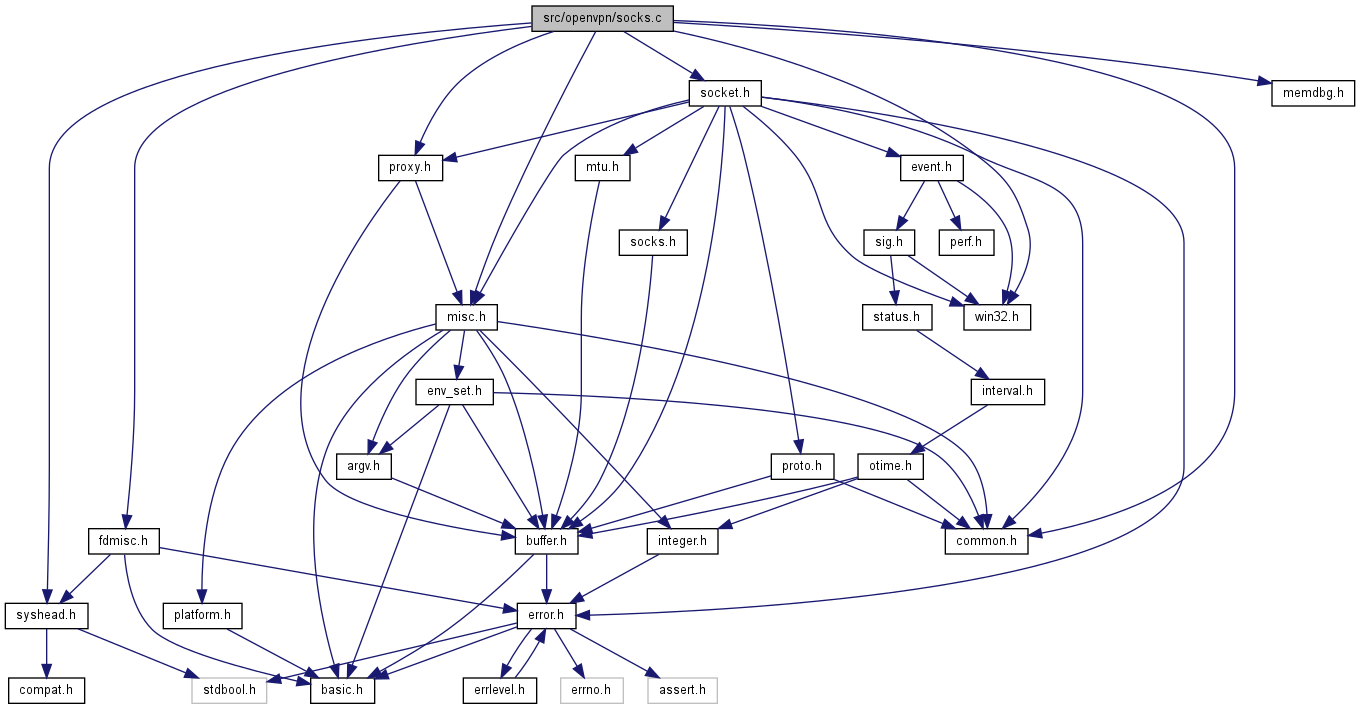 src/openvpn/socks.c
socket.h
memdbg.h
proxy.h
mtu.h
event.h
socks.h
sig.h
perf.h
misc.h
status.h
win32.h
env_set.h
interval.h
argv.h
proto.h
otime.h
fdmisc.h
buffer.h
integer.h
common.h
syshead.h
platform.h
error.h
compat.h
stdbool.h
basic.h
errlevel.h
errno.h
assert.h